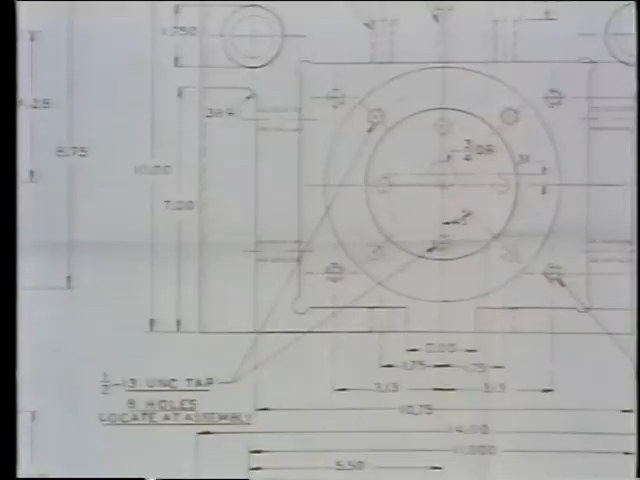 1.750
.38R
8.75
10.00
7.00
3/4 DR
2.00
1.75
1.75
1/2-13 UNC TAP
3.13
3.13
8 HOLES
LOCATE AT ASSEMBLY
10.75
14.00
11.000
5.50